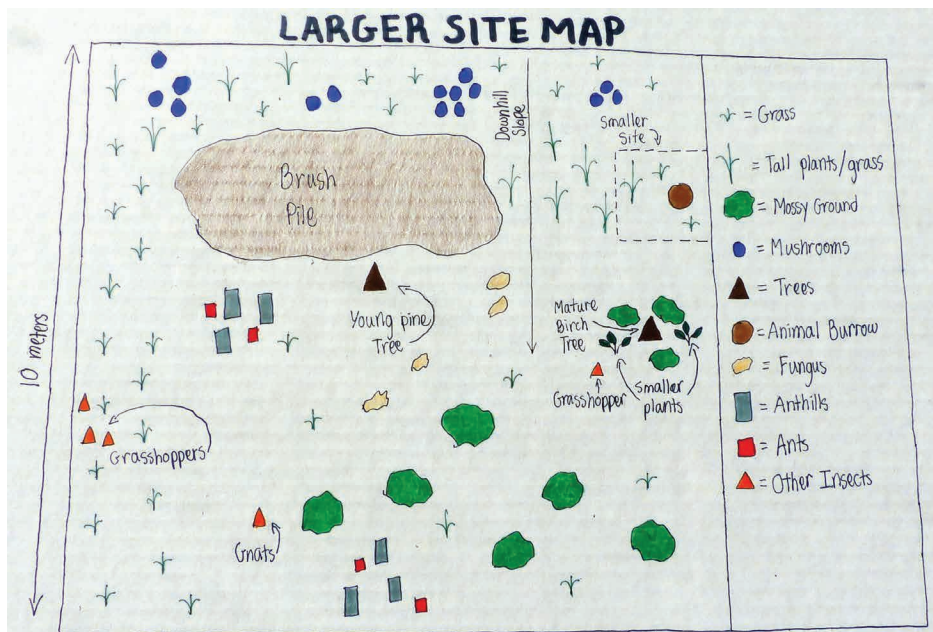 LARGER SITE MAP
10 meters
Downhill
Slope
Smaller
Site
Brush
Pile
Young pine
Tree
Mature
Birch
Tree
Grasshopper
Smaller
plants
Grasshoppers
Gnats
= Grass
= Tall plants/grass
= Mossy Ground
= Mushrooms
= Trees
= Animal Burrow
= Fungus
= Anthills
= Ants
= Other Insects